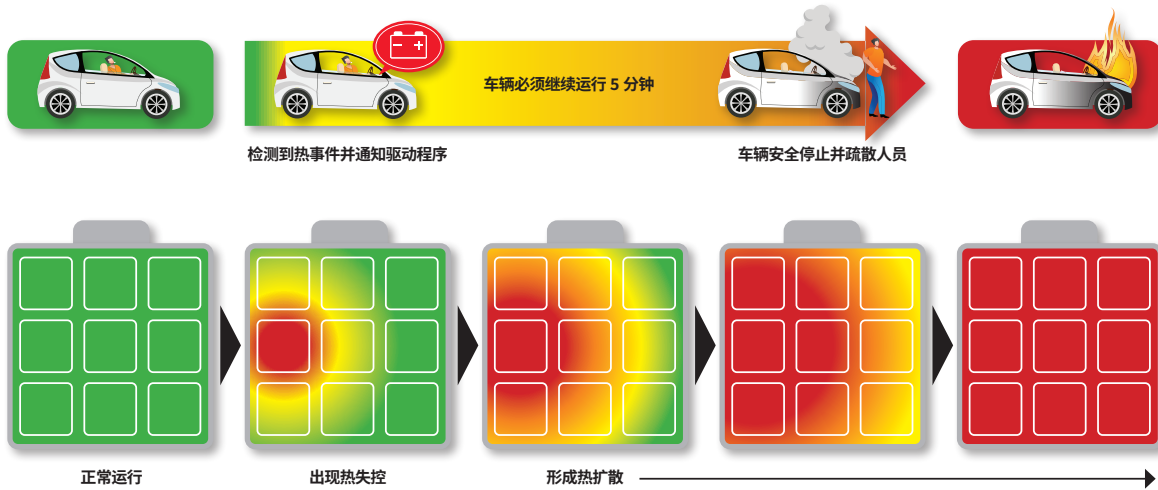 车辆必须继续运行 5 分钟
检测到热事件并通知驱动程序
车辆安全停止并疏散人员
正常运行
出现热失控
形成热扩散